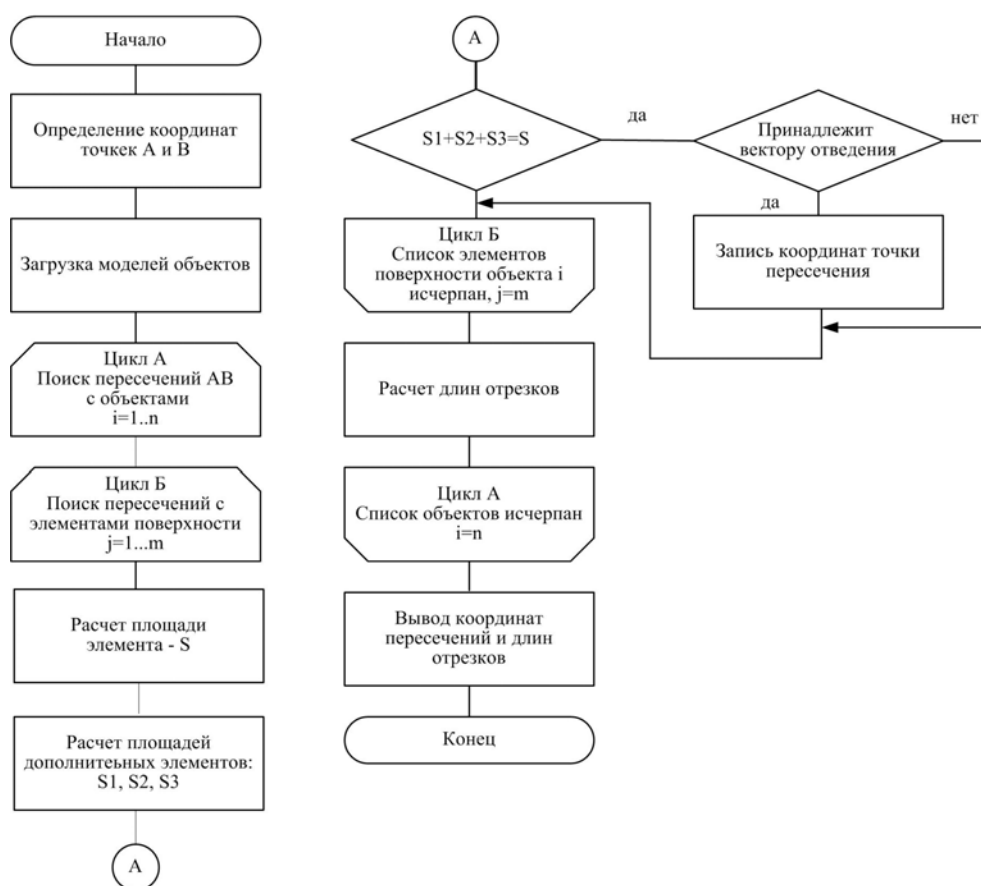 Начало
Определение координат
точкек А и В
Загрузка моделей объектов
Цикл А
Поиск пересечений АВ
с объектами
i=1..n
Цикл Б
Поиск пересечений с
элементами поверхности
j=1...m
Расчет площади
элемента - S
Расчет площадей
дополнитеьных элементов:
S1, S2, S3
А
А
S1+S2+S3=S
да
Принадлежит
вектору отведения
нет
да
Запись координат точки
пересечения
Цикл Б
Список элементов
поверхности объекта i
исчерпан, j=m
Расчет длин отрезков
Цикл А
Список объектов исчерпан
i=n
Вывод координат
пересечений и длин
отрезков
Конец